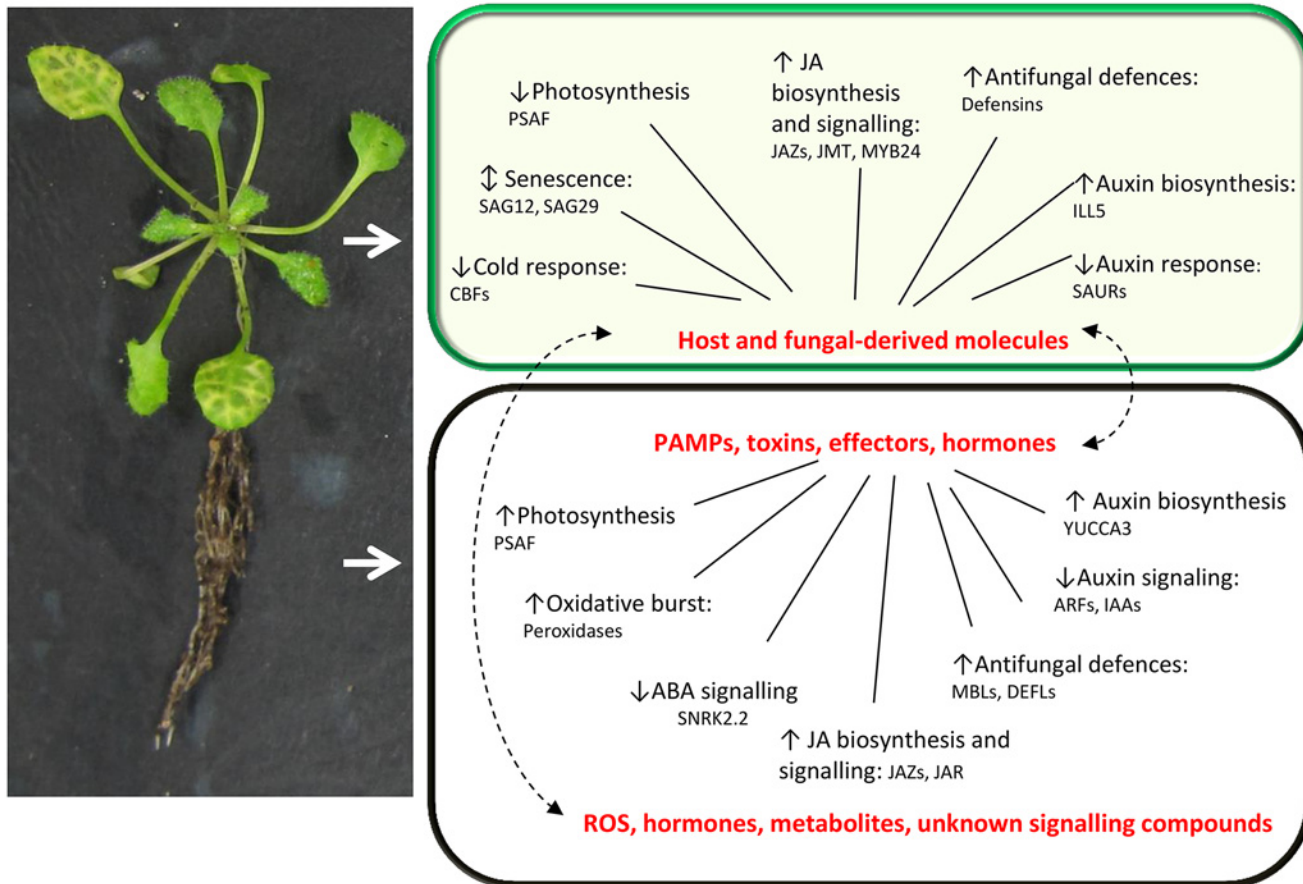 ↓Photosynthesis
PSAF
↑ JA
biosynthesis
and signalling:
JAZs, JMT, MYB24
↑Antifungal defences:
Defensins
↕ Senescence:
SAG12, SAG29
↑Auxin biosynthesis:
ILL5
↓Cold response:
CBFs
↓Auxin response:
SAURs
Host and fungal-derived molecules
PAMPs, toxins, effectors, hormones
↑Photosynthesis
PSAF
↑ Auxin biosynthesis
YUCCA3
↑Oxidative burst:
Peroxidases
↓Auxin signaling:
ARFs, IAAs
↓ABA signalling
SNRK2.2
↑Antifungal defences:
MBLs, DEFLs
↑ JA biosynthesis and
signalling: JAZs, JAR
ROS, hormones, metabolites, unknown signalling compounds